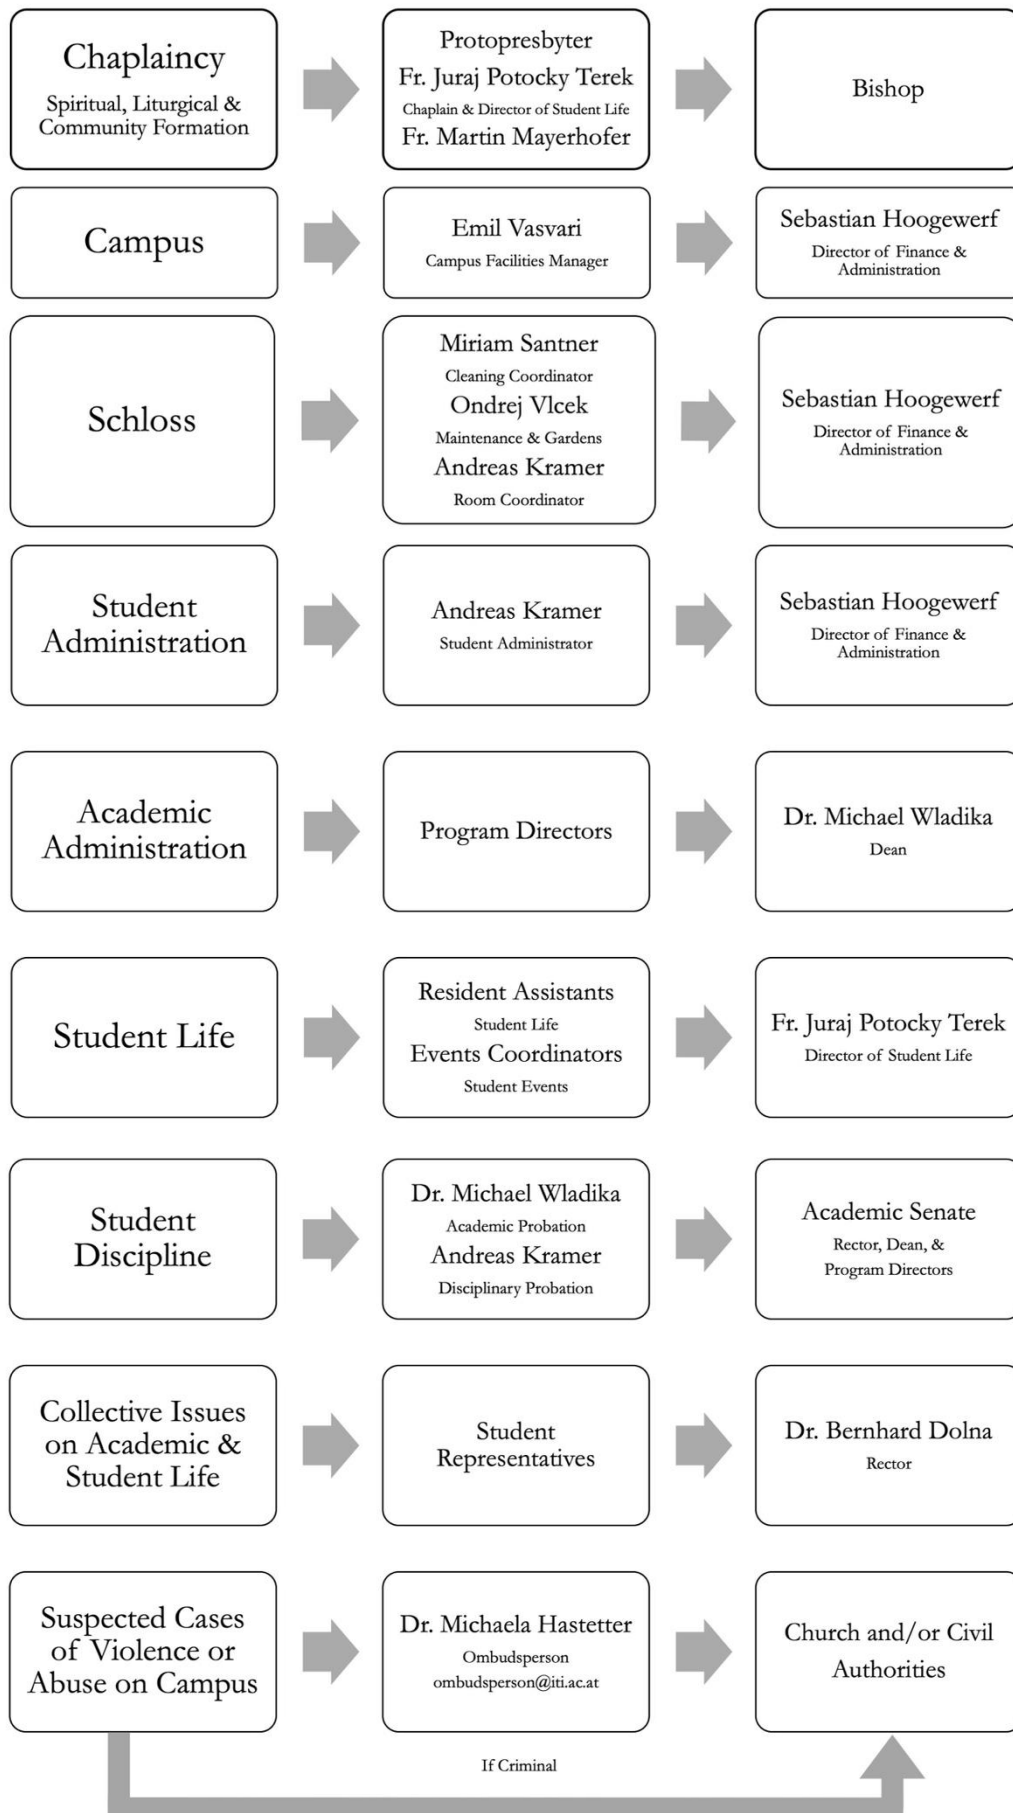 Chaplaincy
Spiritual, Liturgical &
Community Formation
Protopresbyter
Fr. Juraj Potocky Terek
Chaplain & Director of Student Life
Fr. Martin Mayerhofer
Bishop
Campus
Emil Vasvari
Campus Facilities Manager
Sebastian Hoogewerf
Director of Finance &
Administration
Schloss
Miriam Santner
Cleaning Coordinator
Ondrej Vlcek
Maintenance & Gardens
Andreas Kramer
Room Coordinator
Sebastian Hoogewerf
Director of Finance &
Administration
Student
Administration
Andreas Kramer
Student Administrator
Sebastian Hoogewerf
Director of Finance &
Administration
Academic
Administration
Program Directors
Dr. Michael Wladika
Dean
Student Life
Resident Assistants
Student Life
Events Coordinators
Student Events
Fr. Juraj Potocky Terek
Director of Student Life
Student
Discipline
Dr. Michael Wladika
Academic Probation
Andreas Kramer
Disciplinary Probation
Academic Senate
Rector, Dean, &
Program Directors
Collective Issues
on Academic &
Student Life
Student
Representatives
Dr. Bernhard Dolna
Rector
Suspected Cases
of Violence or
Abuse on Campus
Dr. Michaela Hastetter
Ombudsperson
ombudsperson@iti.ac.at
Church and/or Civil
Authorities
If Criminal